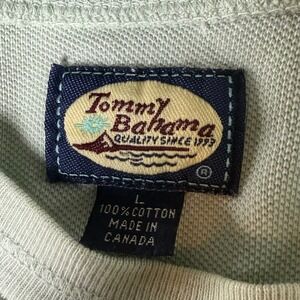 Tommy
Bahama
QUALITY SINCE 1993
®
L
100% COTTON
MADE IN
CANADA